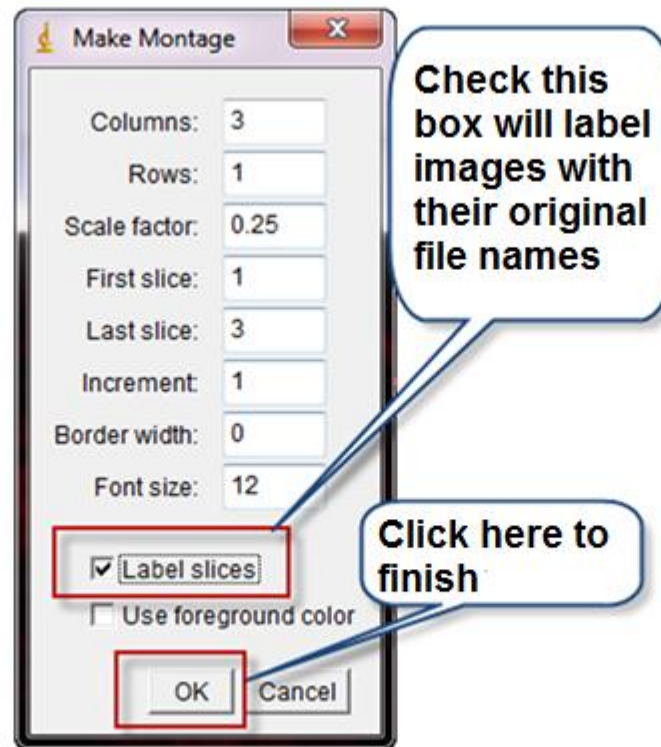 Make Montage
Columns: 3
Rows: 1
Scale factor: 0.25
First slice: 1
Last slice: 3
Increment: 1
Border width: 0
Font size: 12
Label slices
Use foreground color
OK Cancel
Check this
box will label
images with
their original
file names
Click here to
finish